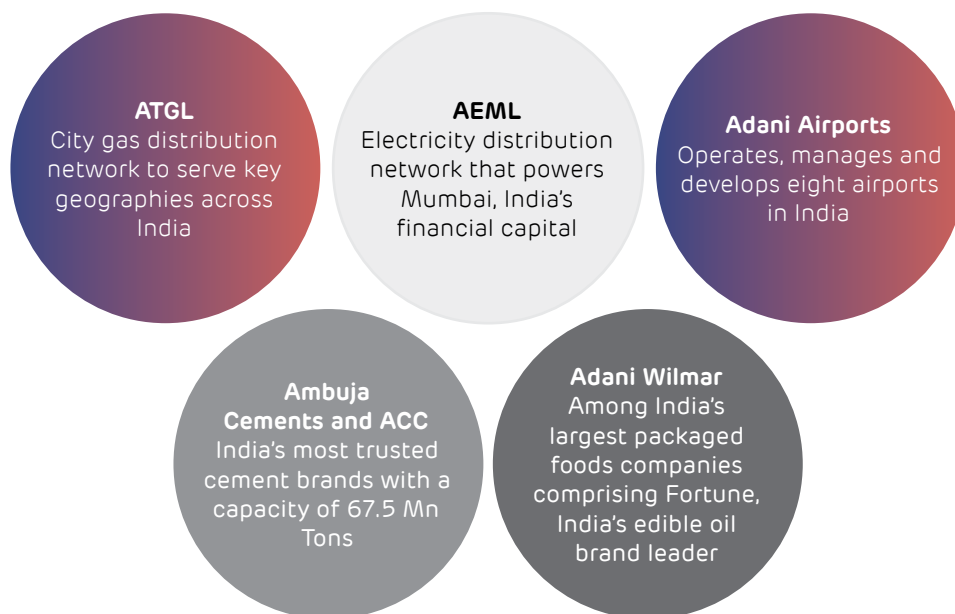 ATGL
City gas distribution
network to serve key
geographies across
India
AEML
Electricity distribution
network that powers
Mumbai, India’s
financial capital
Adani Airports
Operates, manages and
develops eight airports
in India
Ambuja
Cements and ACC
India’s most trusted
cement brands with a
capacity of 67.5 Mn
Tons
Adani Wilmar
Among India’s
largest packaged
foods companies
comprising Fortune,
India’s edible oil
brand leader